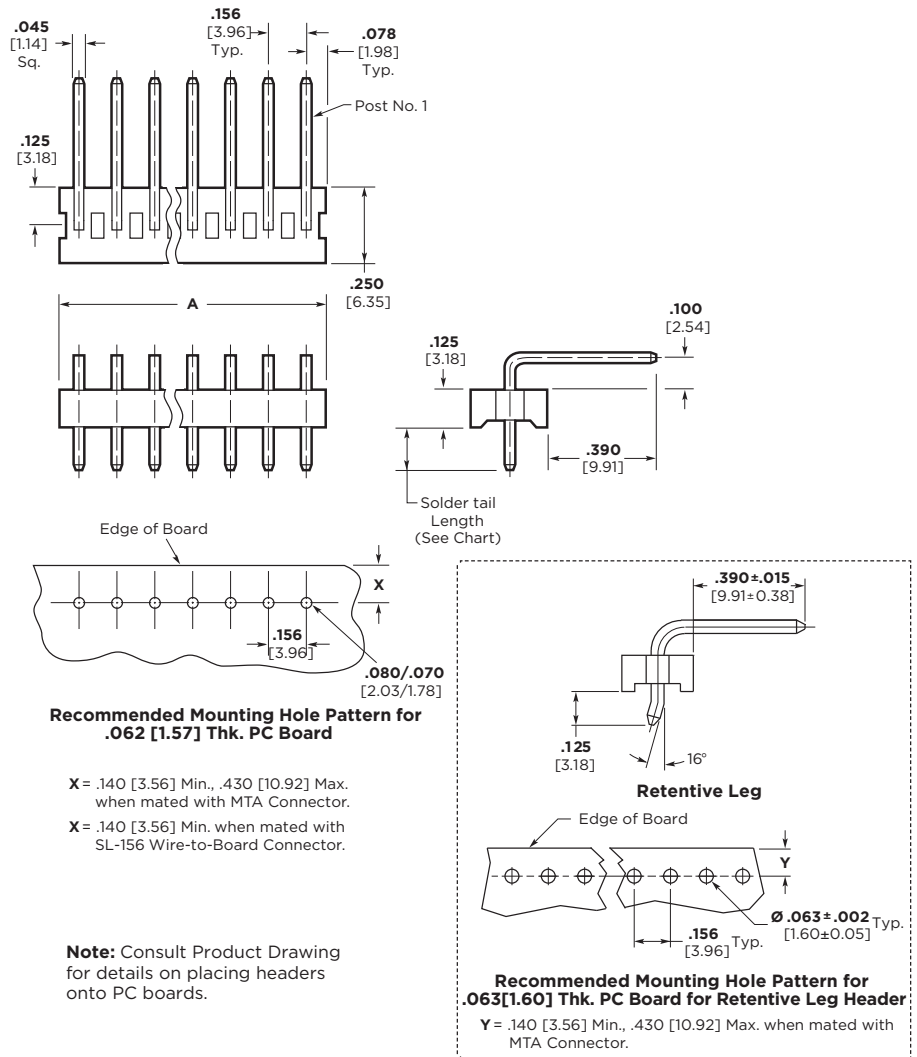 .045
[1.14]
Sq.
.156
[3.96]
Typ.
.078
[1.98]
Typ.
Post No. 1
.125
[3.18]
.250
[6.35]
A
.100
[2.54]
.125
[3.18]
.390
[9.91]
Solder tail
Length
(See Chart)
Edge of Board
X
.156
[3.96]
.080/.070
[2.03/1.78]
Recommended Mounting Hole Pattern for
.062 [1.57] Thk. PC Board
X = .140 [3.56] Min., .430 [10.92] Max.
when mated with MTA Connector.
X = .140 [3.56] Min. when mated with
SL-156 Wire-to-Board Connector.
Note: Consult Product Drawing
for details on placing headers
onto PC boards.
.390±.015
[9.91±0.38]
.125
[3.18]
16°
Retentive Leg
Edge of Board
Y
Ø .063±.002 Typ.
[1.60±0.05]
.156 Typ.
[3.96]
Recommended Mounting Hole Pattern for
.063[1.60] Thk. PC Board for Retentive Leg Header
Y = .140 [3.56] Min., .430 [10.92] Max. when mated with
MTA Connector.